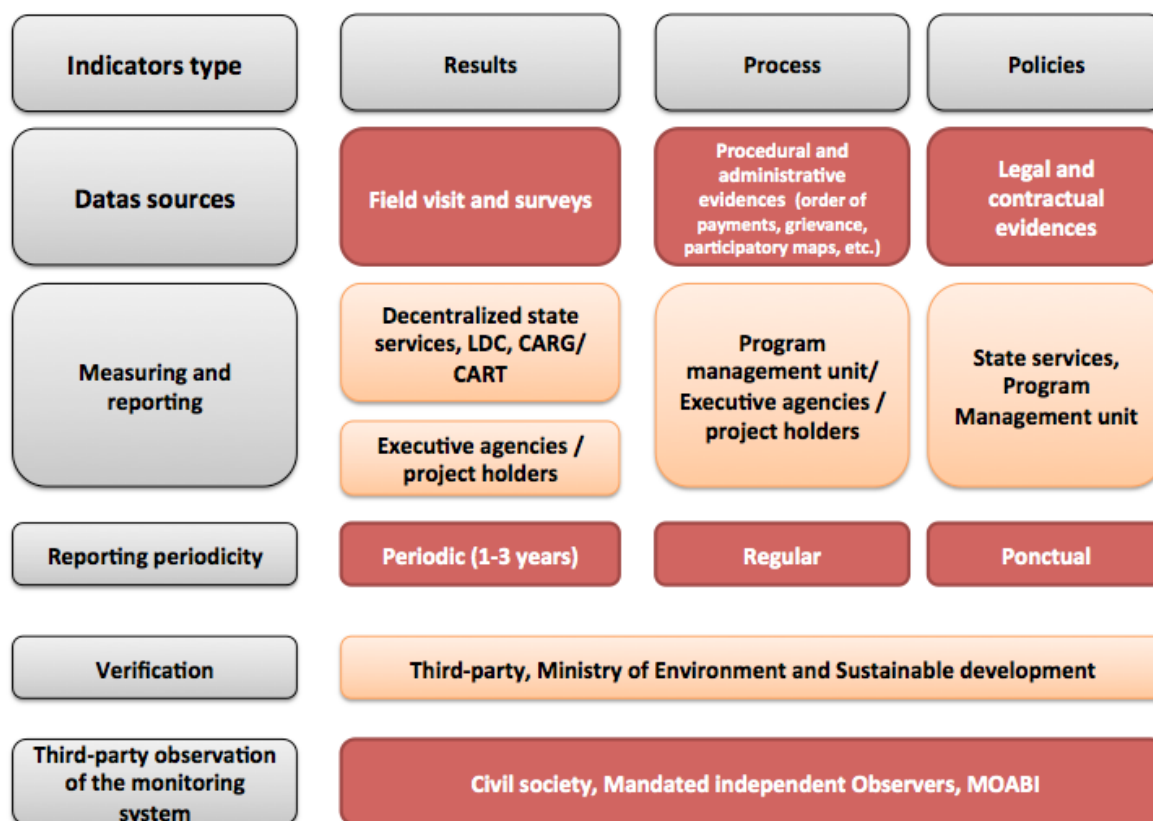 Indicators type
Results
Process
Policies
Datas sources
Field visit and surveys
Procedural and
administrative
evidences (order of
payments, grievance,
participatory maps, etc.)
Legal and
contractual
evidences
Measuring and
reporting
Decentralized state
services, LDC, CARG/
CART
Executive agencies /
project holders
Program
management unit/
Executive agencies /
project holders
State services,
Program
Management unit
Reporting periodicity
Periodic (1-3 years)
Regular
Ponctual
Verification
Third-party, Ministry of Environment and Sustainable development
Third-party observation
of the monitoring
system
Civil society, Mandated independent Observers, MOABI